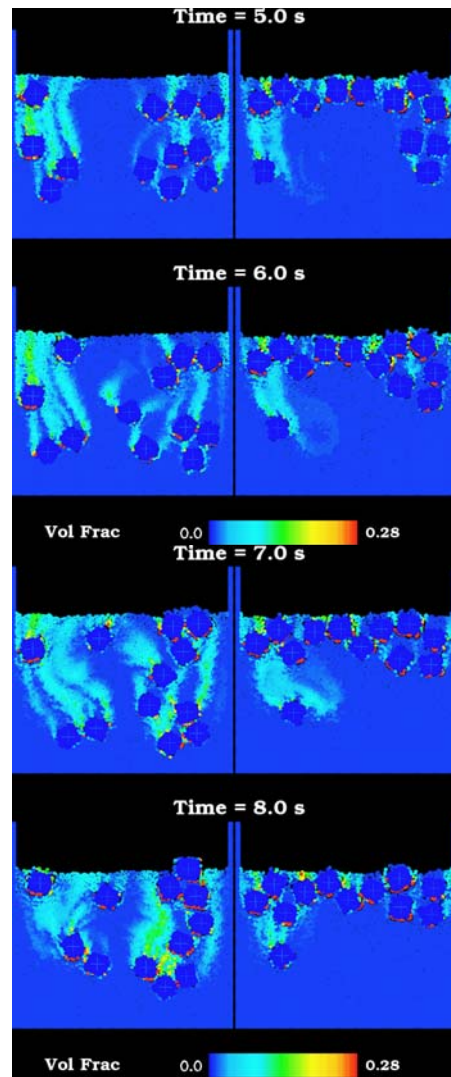 Time = 5.0 s
Time = 6.0 s
Vol Frac 0.0 0.28
Time = 7.0 s
Time = 8.0 s
Vol Frac 0.0 0.28